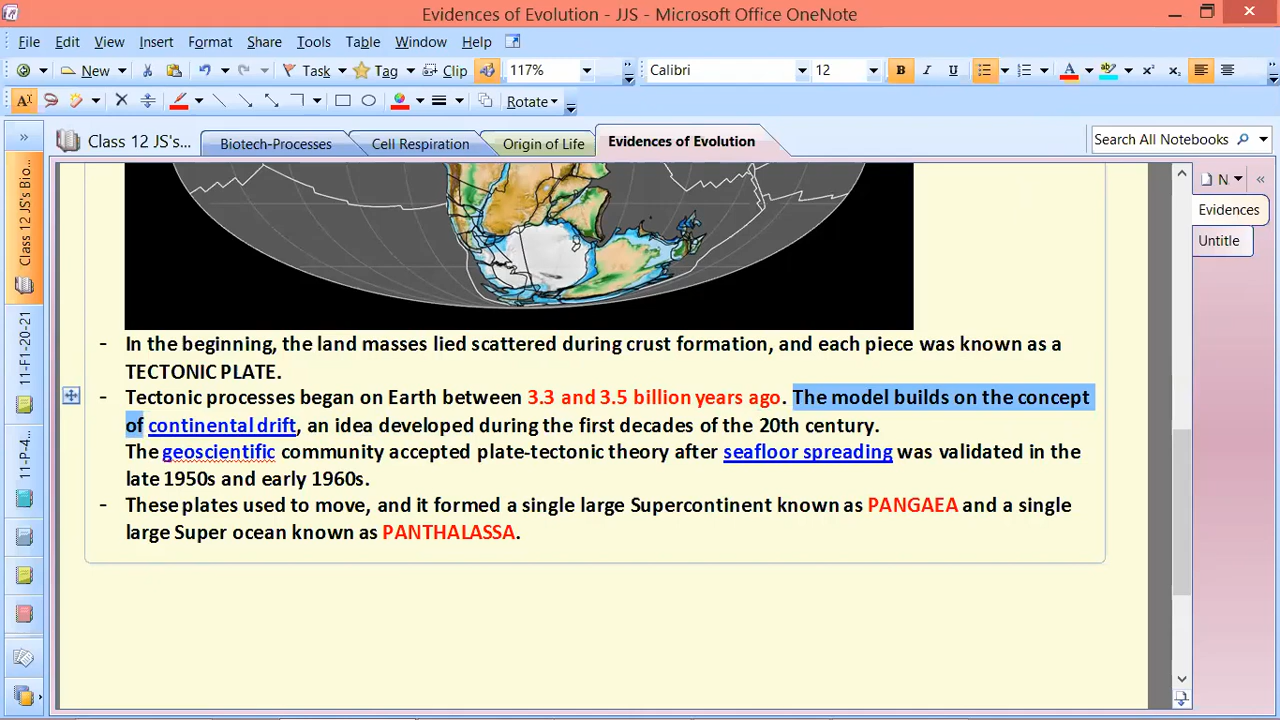 Evidences of Evolution - JJS - Microsoft Office OneNote
File Edit View Insert Format Share Tools Table Window Help
New Task Tag Clip 117% Calibri 12 B I U
Rotate
Class 12 JS's... Biotech-Processes Cell Respiration Origin of Life Evidences of Evolution Search All Notebooks
Class 12 JS's Bio...
11-F1-20-21
11-P-4...
N
Evidences
Untitle
- In the beginning, the land masses lied scattered during crust formation, and each piece was known as a
TECTONIC PLATE.
- Tectonic processes began on Earth between 3.3 and 3.5 billion years ago. The model builds on the concept
of continental drift, an idea developed during the first decades of the 20th century.
The geoscientific community accepted plate-tectonic theory after seafloor spreading was validated in the
late 1950s and early 1960s.
- These plates used to move, and it formed a single large Supercontinent known as PANGAEA and a single
large Super ocean known as PANTHALASSA.